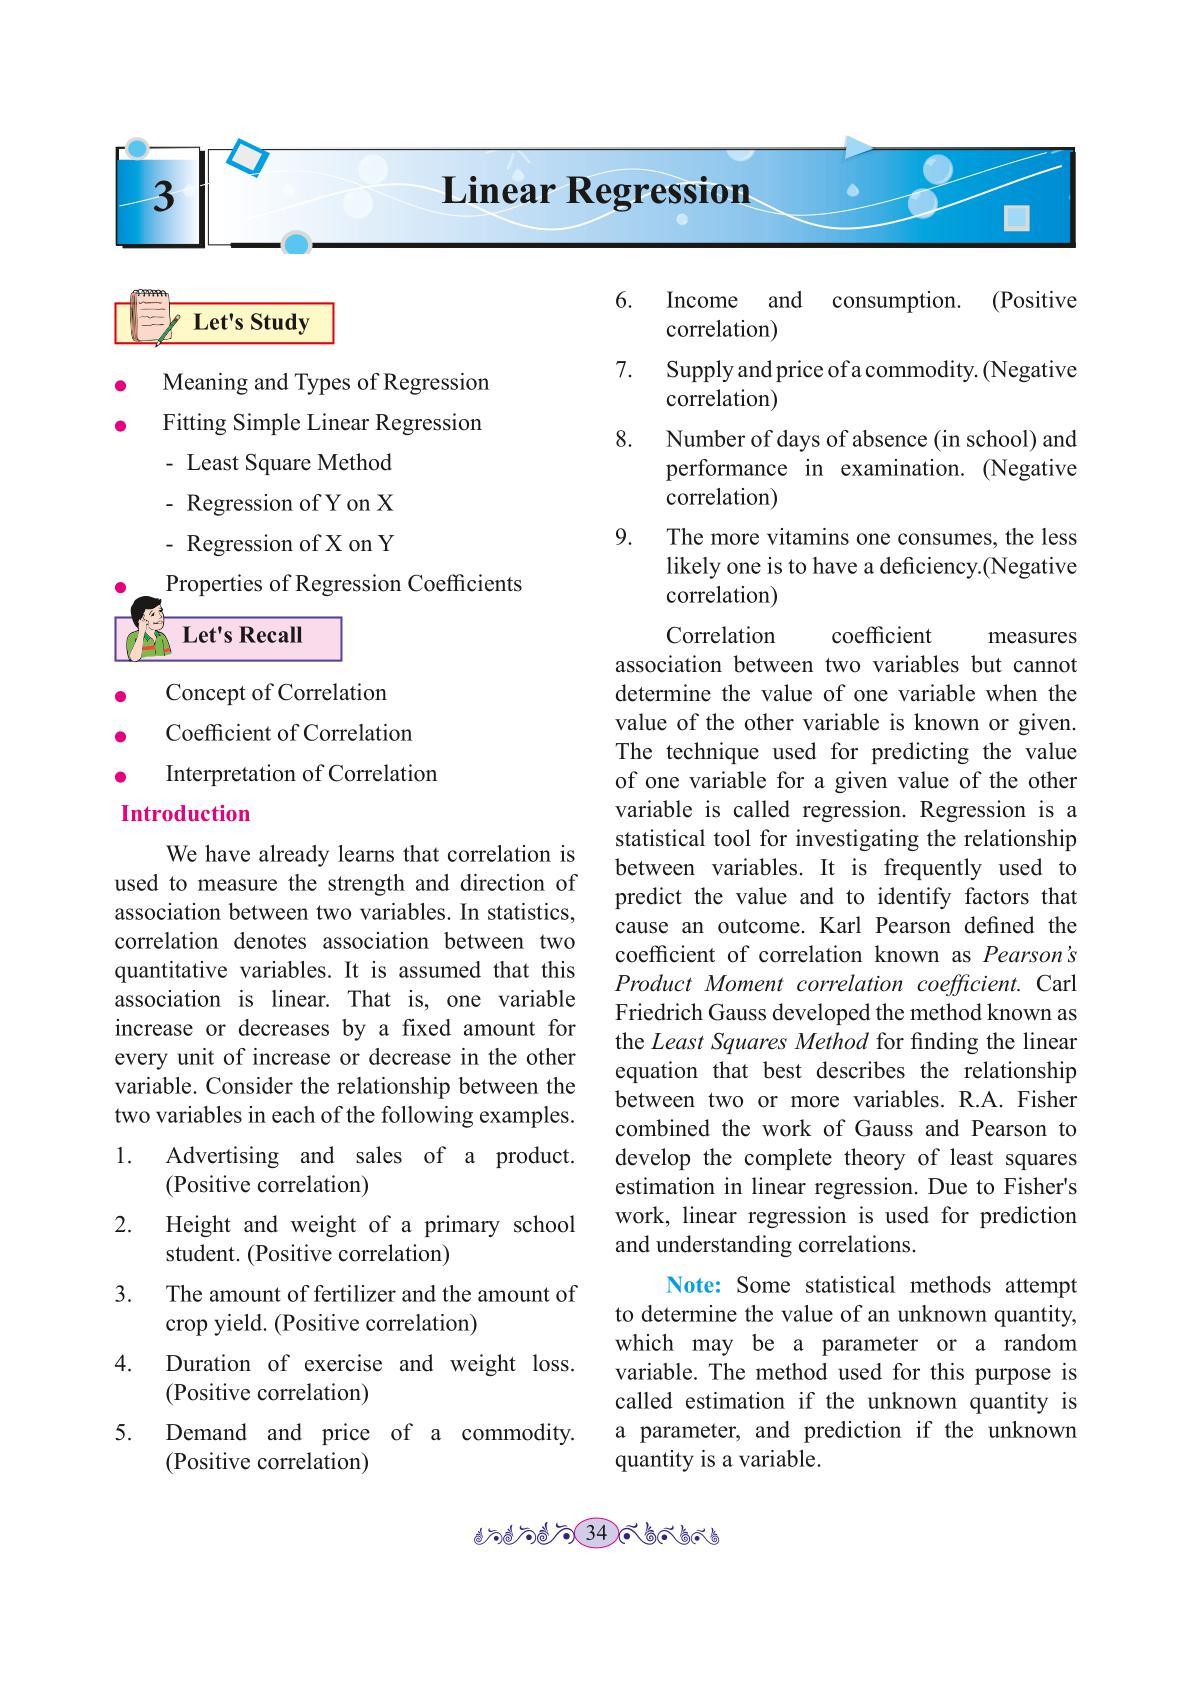 3
Linear Regression
Let's Study
● Meaning and Types of Regression
● Fitting Simple Linear Regression
- Least Square Method
- Regression of Y on X
- Regression of X on Y
● Properties of Regression Coefficients
Let's Recall
● Concept of Correlation
● Coefficient of Correlation
● Interpretation of Correlation
Introduction
We have already learns that correlation is
used to measure the strength and direction of
association between two variables. In statistics,
correlation denotes association between two
quantitative variables. It is assumed that this
association is linear. That is, one variable
increase or decreases by a fixed amount for
every unit of increase or decrease in the other
variable. Consider the relationship between the
two variables in each of the following examples.
1. Advertising and sales of a product.
(Positive correlation)
2. Height and weight of a primary school
student. (Positive correlation)
3. The amount of fertilizer and the amount of
crop yield. (Positive correlation)
4. Duration of exercise and weight loss.
(Positive correlation)
5. Demand and price of a commodity.
(Positive correlation)
6. Income and consumption. (Positive
correlation)
7. Supply and price of a commodity. (Negative
correlation)
8. Number of days of absence (in school) and
performance in examination. (Negative
correlation)
9. The more vitamins one consumes, the less
likely one is to have a deficiency.(Negative
correlation)
Correlation coefficient measures
association between two variables but cannot
determine the value of one variable when the
value of the other variable is known or given.
The technique used for predicting the value
of one variable for a given value of the other
variable is called regression. Regression is a
statistical tool for investigating the relationship
between variables. It is frequently used to
predict the value and to identify factors that
cause an outcome. Karl Pearson defined the
coefficient of correlation known as Pearson’s
Product Moment correlation coefficient. Carl
Friedrich Gauss developed the method known as
the Least Squares Method for finding the linear
equation that best describes the relationship
between two or more variables. R.A. Fisher
combined the work of Gauss and Pearson to
develop the complete theory of least squares
estimation in linear regression. Due to Fisher's
work, linear regression is used for prediction
and understanding correlations.
Note: Some statistical methods attempt
to determine the value of an unknown quantity,
which may be a parameter or a random
variable. The method used for this purpose is
called estimation if the unknown quantity is
a parameter, and prediction if the unknown
quantity is a variable.
34